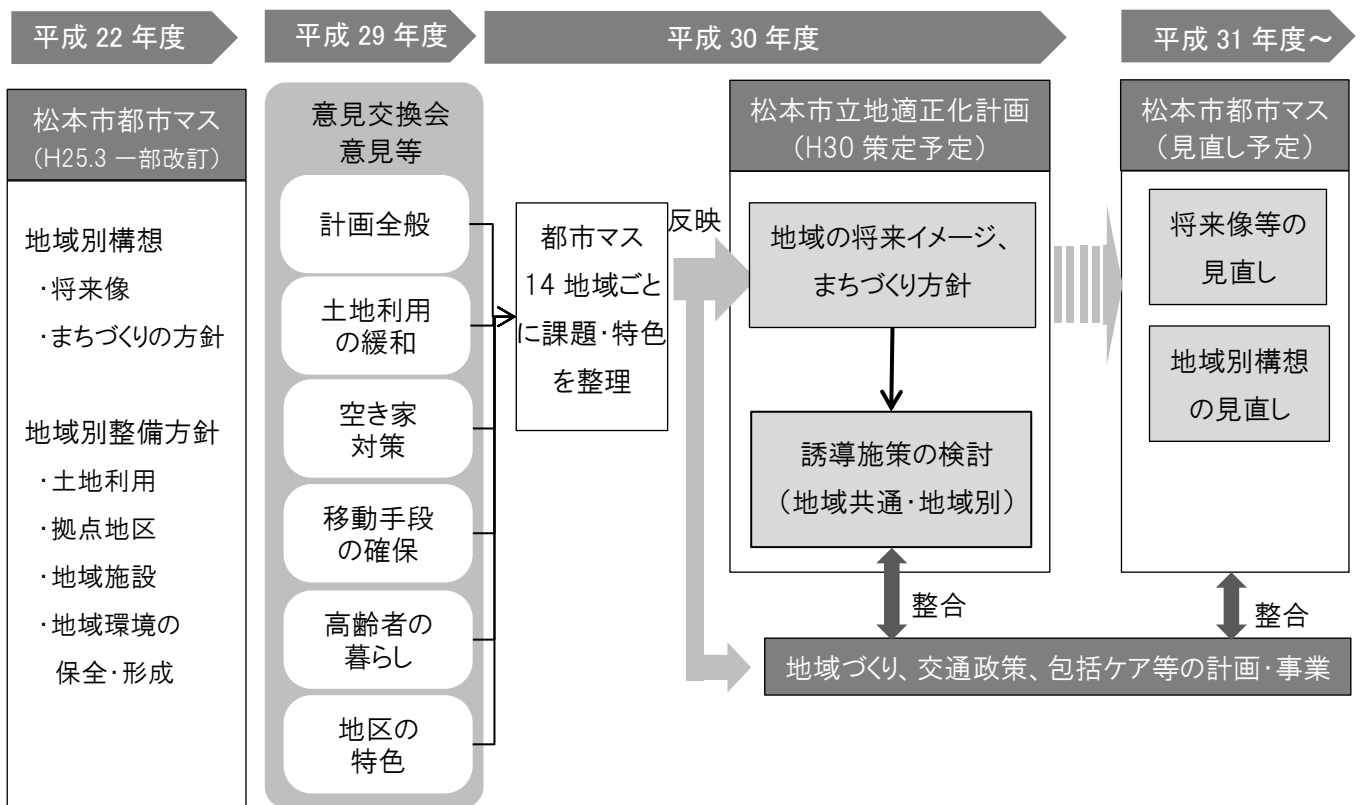 平成 22 年度
平成 29 年度
平成 30 年度
平成 31 年度～
松本市都市マス
（H25.3 一部改訂）
地域別構想
・将来像
・まちづくりの方針
地域別整備方針
・土地利用
・拠点地区
・地域施設
・地域環境の
保全・形成
意見交換会
意見等
計画全般
土地利用
の緩和
空き家
対策
移動手段
の確保
高齢者の
暮らし
地区の
特色
都市マス
14 地域ごと
に課題・特色
を整理
反映
松本市立地適正化計画
（H30 策定予定）
地域の将来イメージ、
まちづくり方針
誘導施策の検討
（地域共通・地域別）
整合
松本市都市マス
（見直し予定）
将来像等の
見直し
地域別構想
の見直し
整合
地域づくり、交通政策、包括ケア等の計画・事業